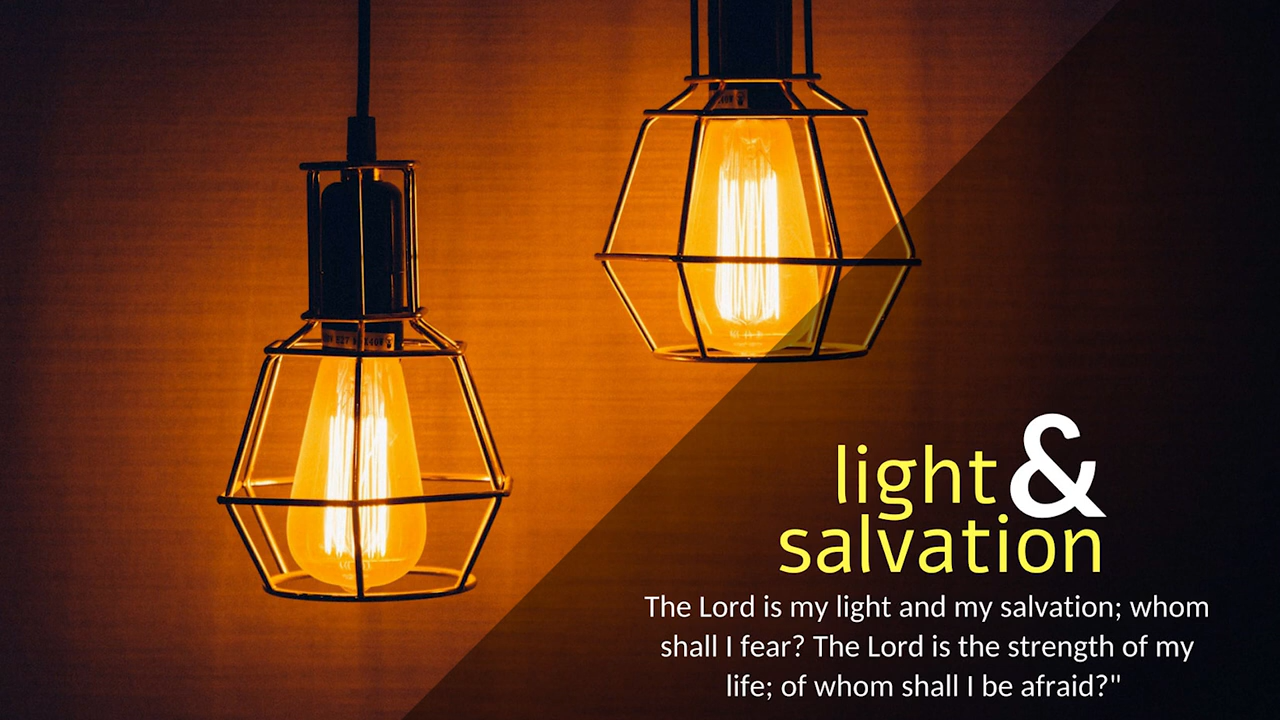 light &
salvation
The Lord is my light and my salvation; whom
shall I fear? The Lord is the strength of my
life; of whom shall I be afraid?"